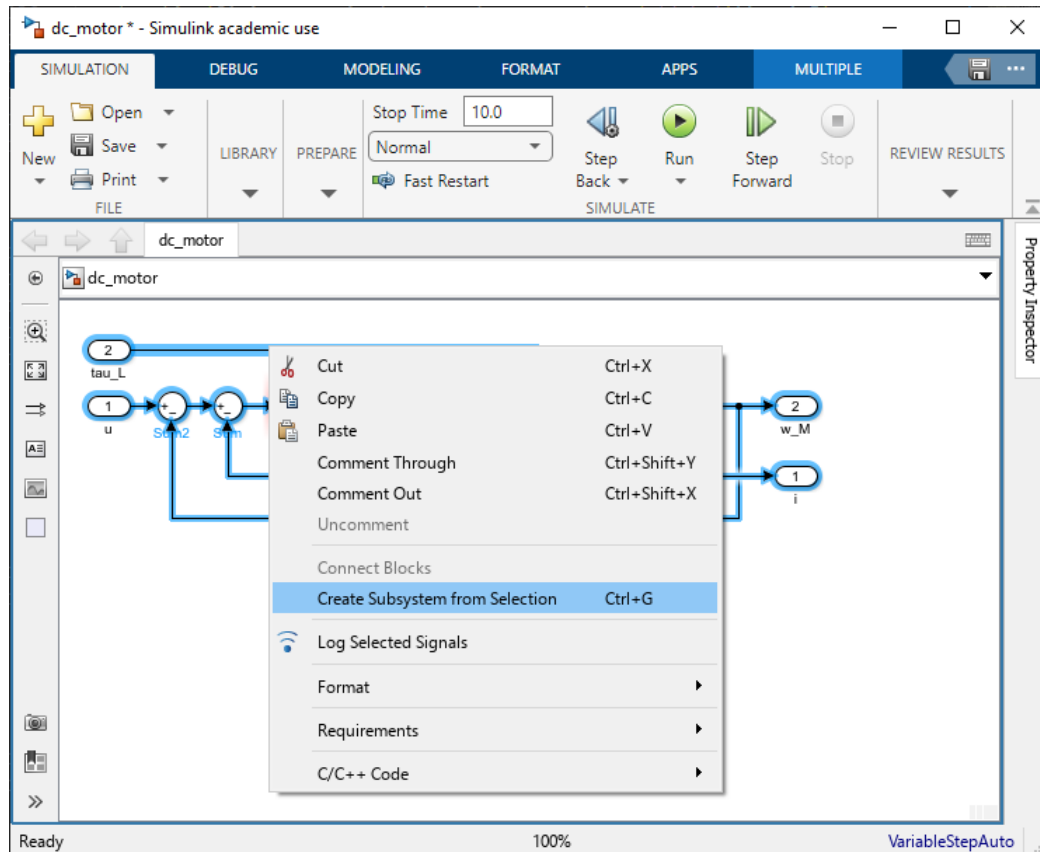 dc_motor * - Simulink academic use
SIMULATION DEBUG MODELING FORMAT APPS MULTIPLE
New
Open
Save
Print
FILE
LIBRARY
PREPARE
Stop Time 10.0
Normal
Fast Restart
Step Back
Run
Step Forward
Stop
SIMULATE
REVIEW RESULTS
dc_motor
dc_motor
Property Inspector
2
tau_L
1
u
+
-
Sum2
+
-
Sum
2
w_M
1
i
Cut Ctrl+X
Copy Ctrl+C
Paste Ctrl+V
Comment Through Ctrl+Shift+Y
Comment Out Ctrl+Shift+X
Uncomment
Connect Blocks
Create Subsystem from Selection Ctrl+G
Log Selected Signals
Format
Requirements
C/C++ Code
Ready 100% VariableStepAuto